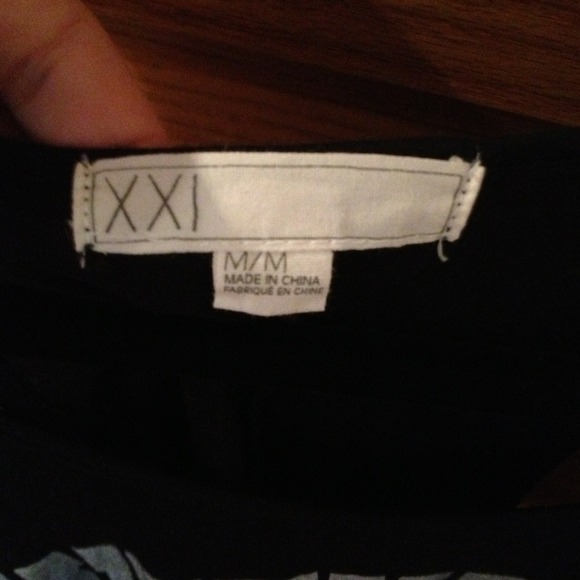 XXI
M/M
MADE IN CHINA
FABRIQUÉ EN CHINE